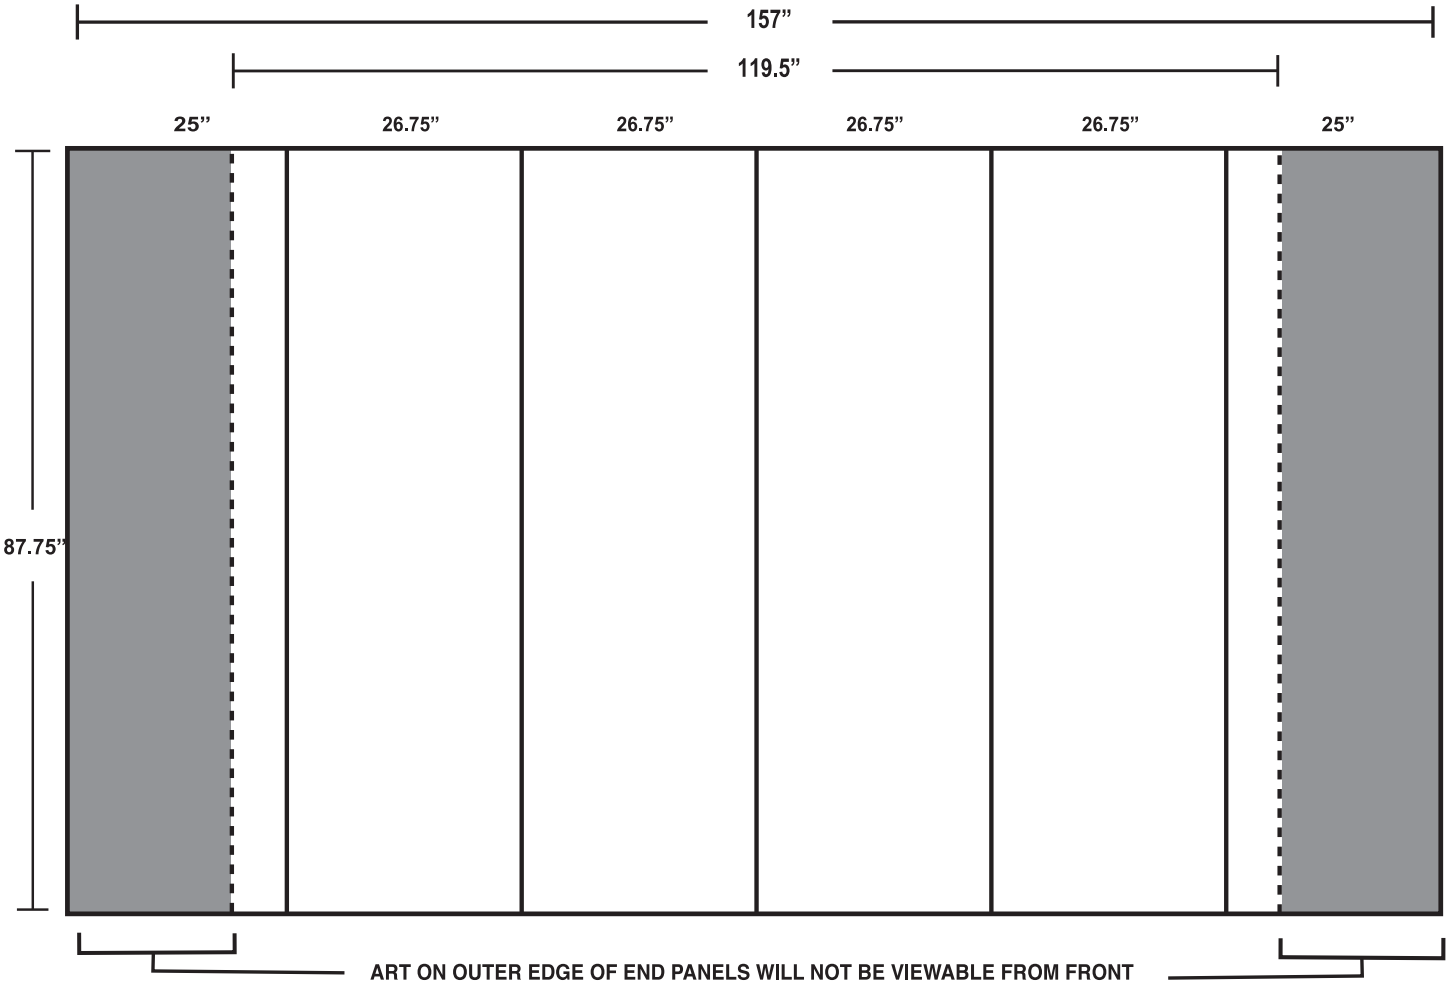 157”
119.5”
25” 26.75” 26.75” 26.75” 26.75” 25”
87.75”
ART ON OUTER EDGE OF END PANELS WILL NOT BE VIEWABLE FROM FRONT